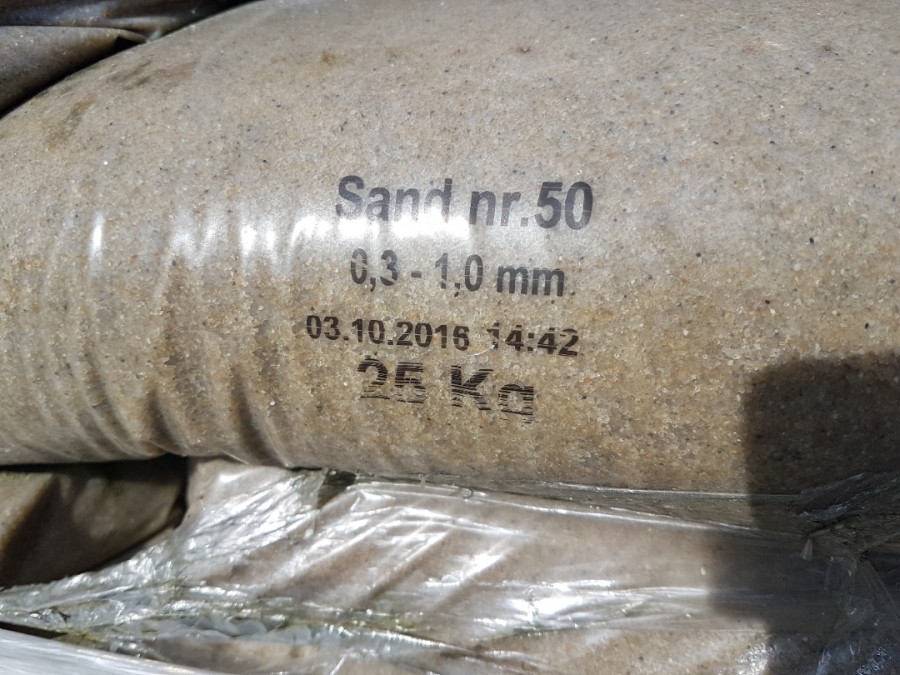 Sand nr.50
0,3 - 1,0 mm
03.10.2016 14:42
25 Kg